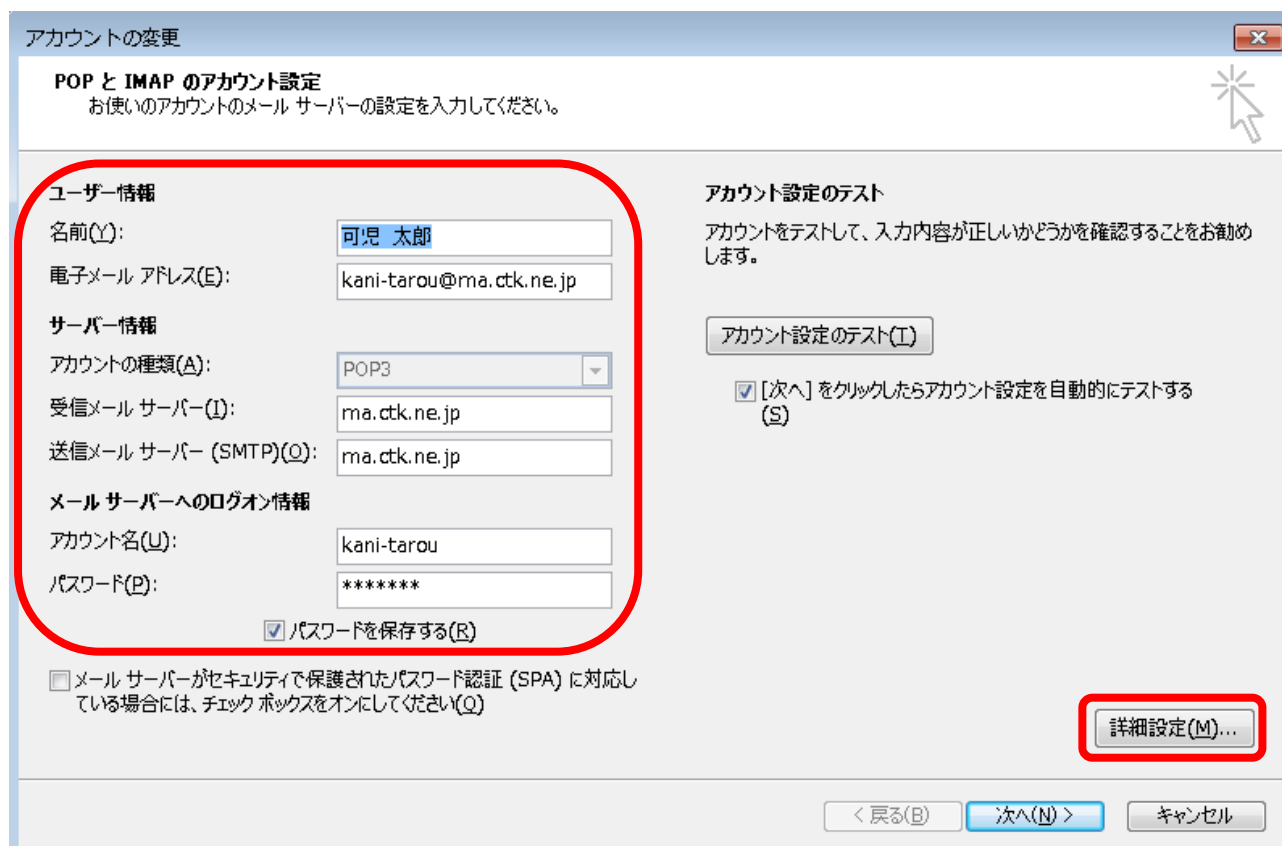 アカウントの変更
POP と IMAP のアカウント設定
お使いのアカウントのメール サーバーの設定を入力してください。
ユーザー情報
名前(Y):
可児 太郎
電子メール アドレス(E):
kani-tarou@ma.ctk.ne.jp
サーバー情報
アカウントの種類(A):
POP3
受信メール サーバー(I):
ma.ctk.ne.jp
送信メール サーバー (SMTP)(O):
ma.ctk.ne.jp
メール サーバーへのログオン情報
アカウント名(U):
kani-tarou
パスワード(P):
*******
パスワードを保存する(R)
メール サーバーがセキュリティで保護されたパスワード認証 (SPA) に対応し
ている場合には、チェック ボックスをオンにしてください(Q)
アカウント設定のテスト
アカウントをテストして、入力内容が正しいかどうかを確認することをお勧め
します。
アカウント設定のテスト(T)
[次へ] をクリックしたらアカウント設定を自動的にテストする
(S)
詳細設定(M)...
< 戻る(B)
次へ(N) >
キャンセル